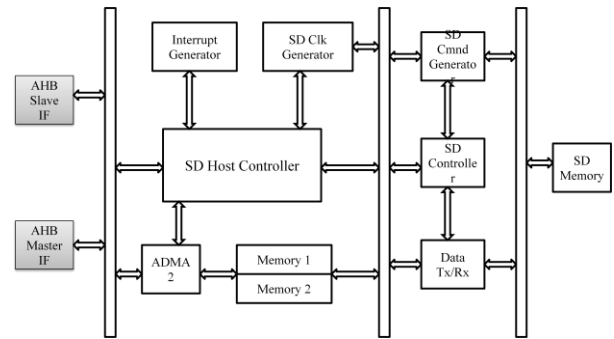 Interrupt
Generator
SD Clk
Generator
SD
Cmnd
Generato
r
AHB
Slave
IF
SD Host Controller
SD
Controlle
r
SD
Memory
AHB
Master
IF
ADMA
2
Memory 1
Memory 2
Data
Tx/Rx